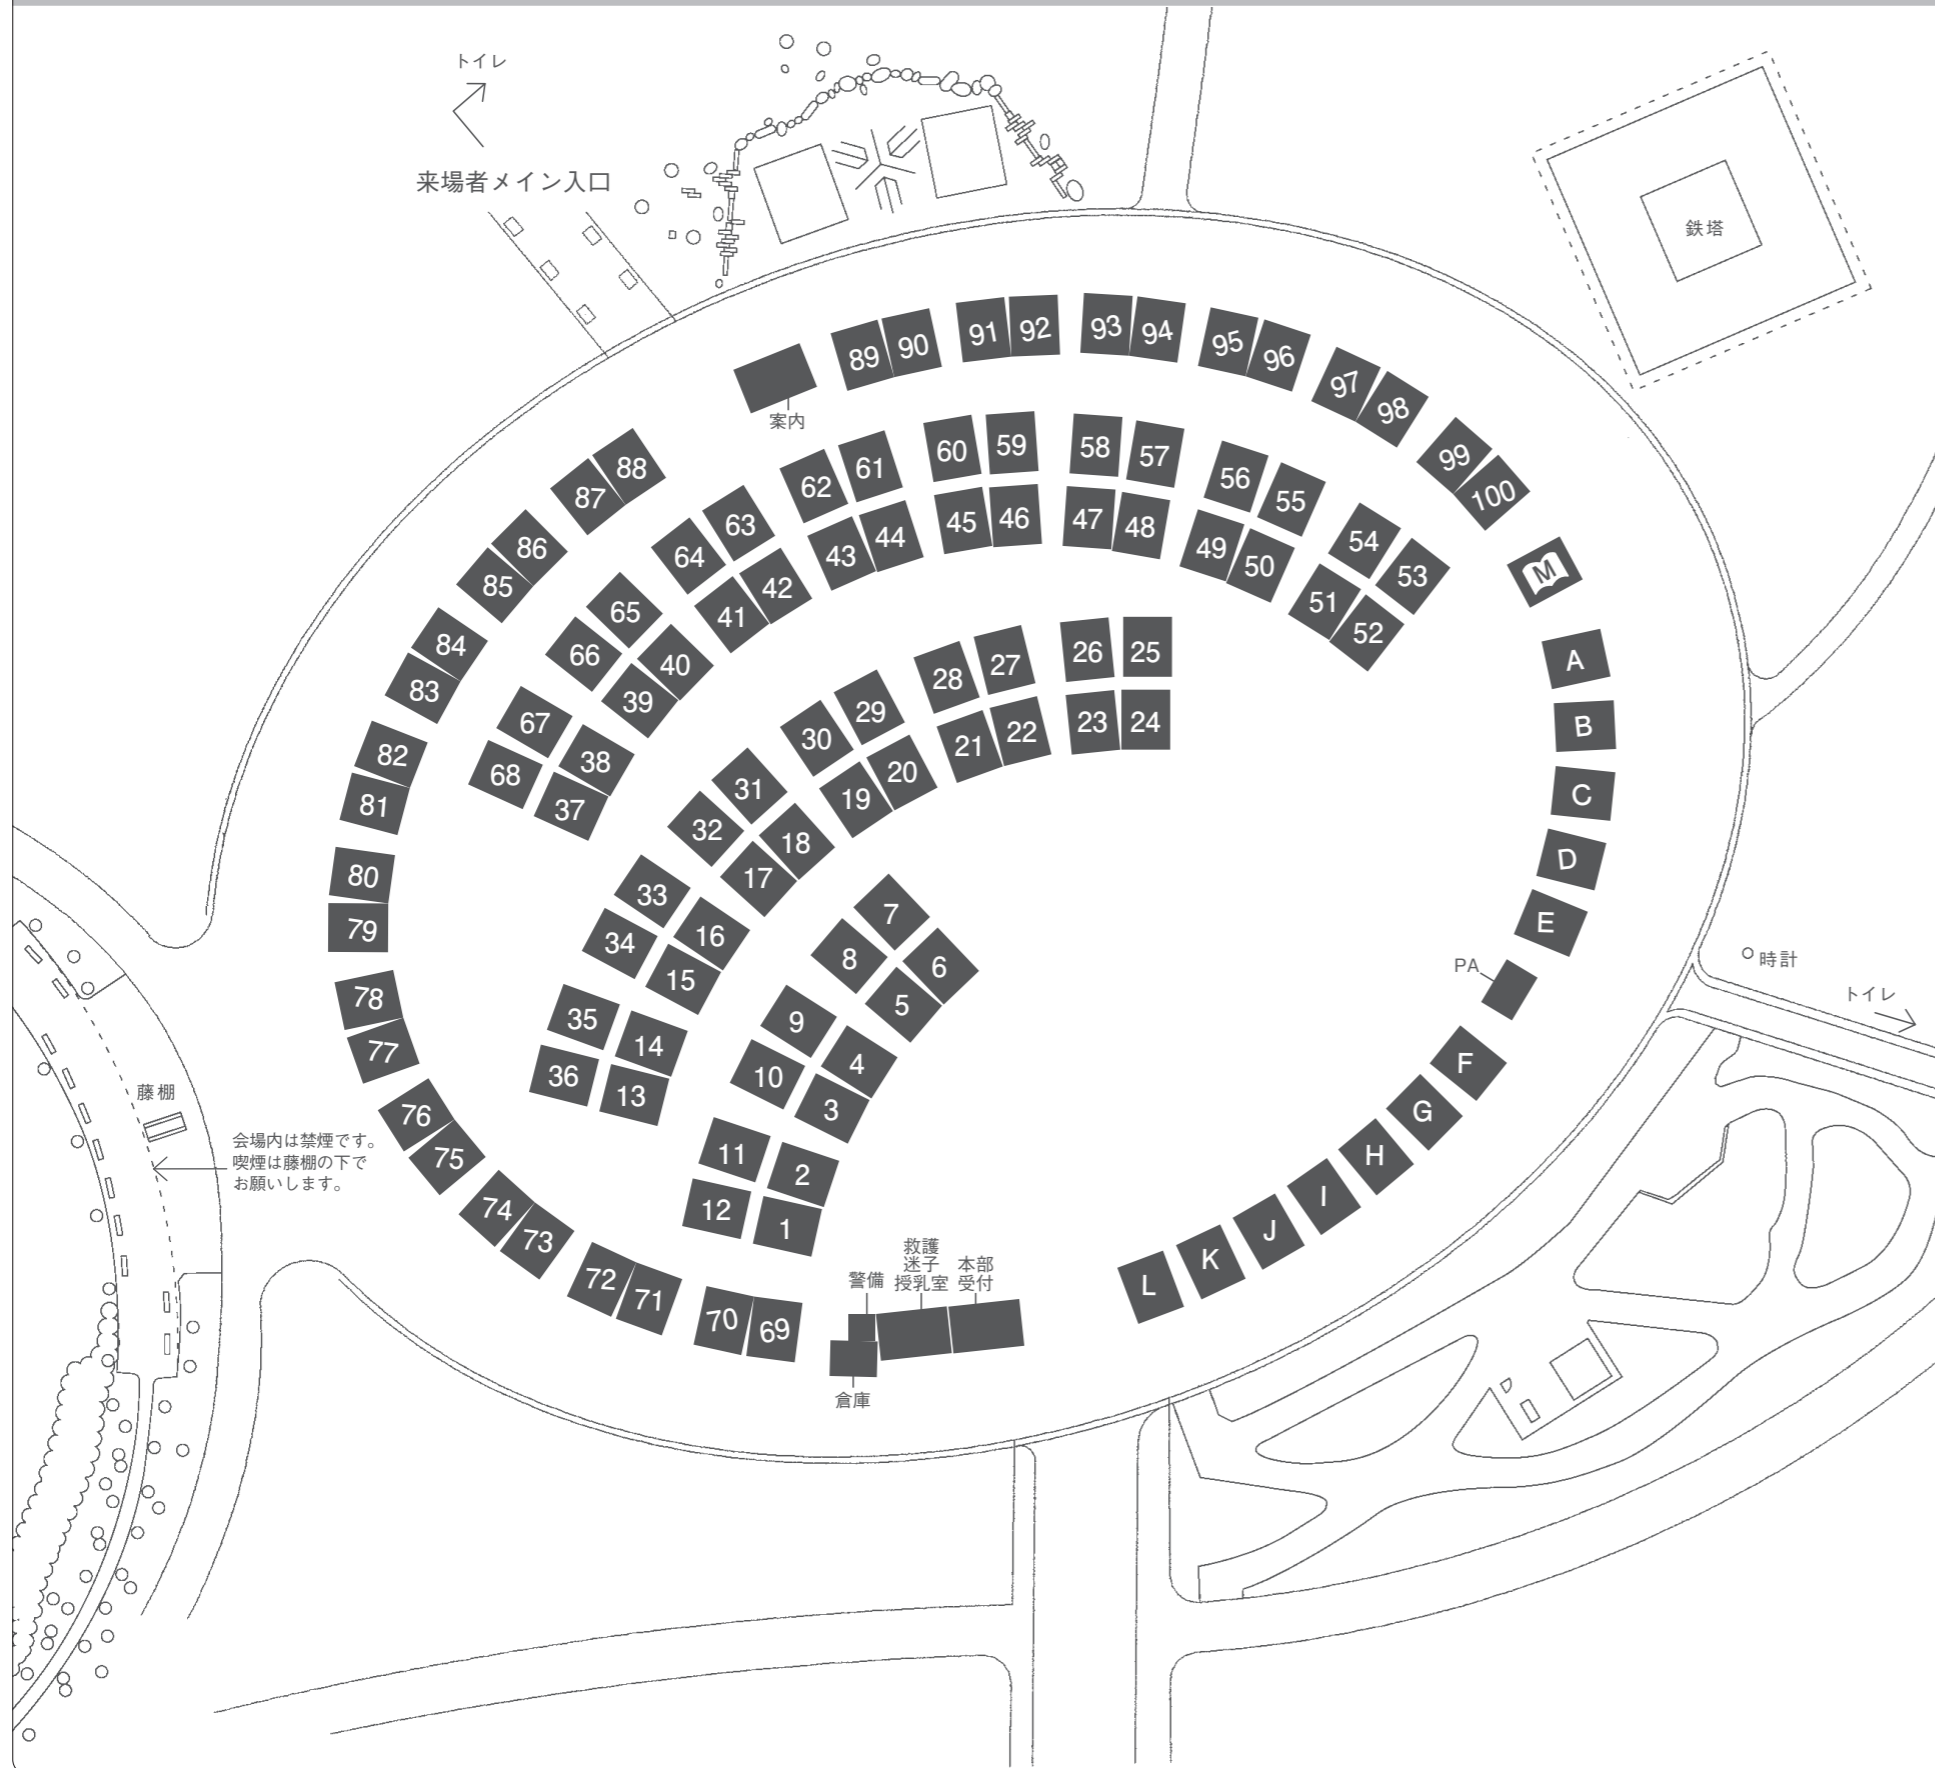 トイレ
来場者メイン入口
鉄塔
案内
89 90 91 92 93 94 95 96 97 98 99 100
M
88 87 86 85 84 83 82 81 80 79 78 77 76 75 74 73 72 71 70 69
62 61 60 59 58 57 56 55 54 53
64 63 43 44 45 46 47 48 49 50 51 52
65 66 41 42
67 68 40 39
38 37
26 25
28 27 23 24
30 29 21 22
31 32 19 20
33 34 18 17
35 36 16 15
14 13
7 8 6 5
9 10 4 3
11 12 2 1
A
B
C
D
E
PA
F
G
H
I
J
K
L
時計
トイレ
藤棚
会場内は禁煙です。
喫煙は藤棚の下で
お願いします。
警備
救護
迷子
授乳室
本部
受付
倉庫